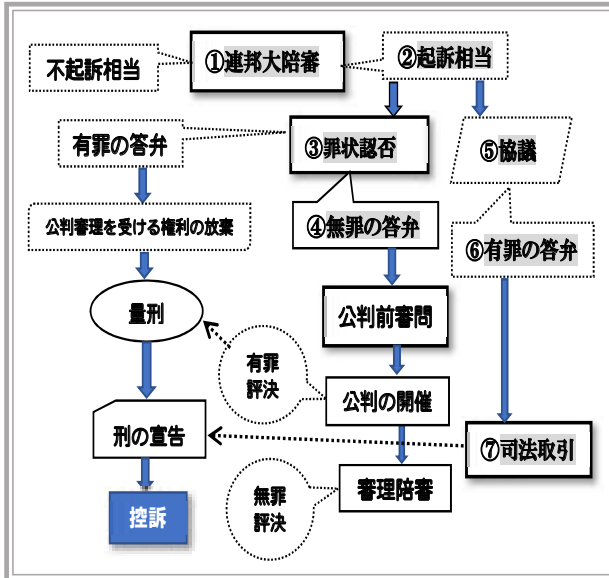 ①連邦大陪審
②起訴相当
不起訴相当
③罪状認否
有罪の答弁
⑤協議
公判審理を受ける権利の放棄
④無罪の答弁
⑥有罪の答弁
量刑
公判前審問
有罪
評決
公判の開催
刑の宣告
⑦司法取引
審理陪審
無罪
評決
控訴